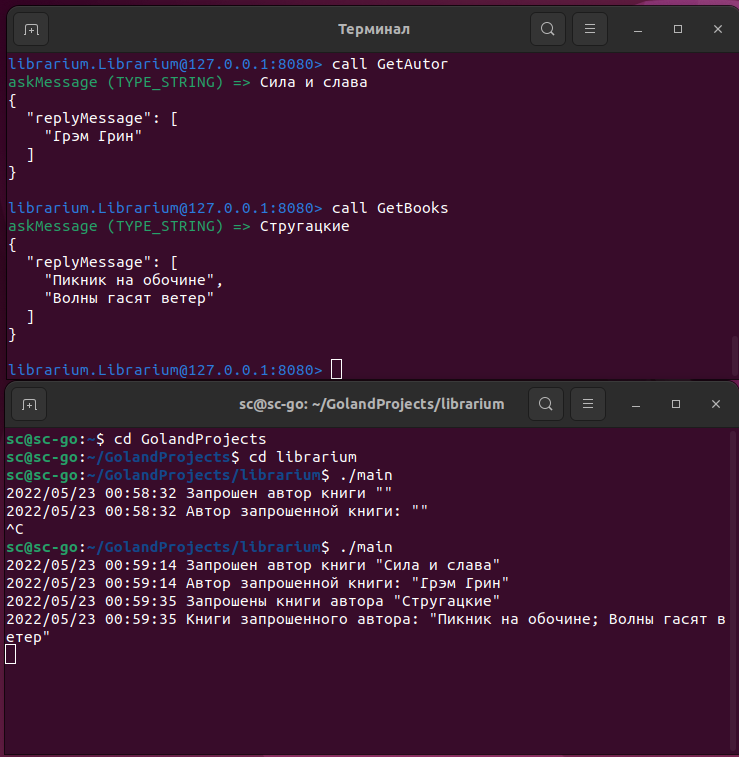 Терминал
librarium.Librarium@127.0.0.1:8080> call GetAutor
askMessage (TYPE_STRING) => Сила и слава
{
  "replyMessage": [
    "Грэм Грин"
  ]
}
librarium.Librarium@127.0.0.1:8080> call GetBooks
askMessage (TYPE_STRING) => Стругацкие
{
  "replyMessage": [
    "Пикник на обочине",
    "Волны гасят ветер"
  ]
}
librarium.Librarium@127.0.0.1:8080>
sc@sc-go: ~/GolandProjects/librarium
sc@sc-go:~$ cd GolandProjects
sc@sc-go:~/GolandProjects$ cd librarium
sc@sc-go:~/GolandProjects/librarium$ ./main
2022/05/23 00:58:32 Запрошен автор книги ""
2022/05/23 00:58:32 Автор запрошенной книги: ""
^C
sc@sc-go:~/GolandProjects/librarium$ ./main
2022/05/23 00:59:14 Запрошен автор книги "Сила и слава"
2022/05/23 00:59:14 Автор запрошенной книги: "Грэм Грин"
2022/05/23 00:59:35 Запрошены книги автора "Стругацкие"
2022/05/23 00:59:35 Книги запрошенного автора: "Пикник на обочине; Волны гасят в
етер"